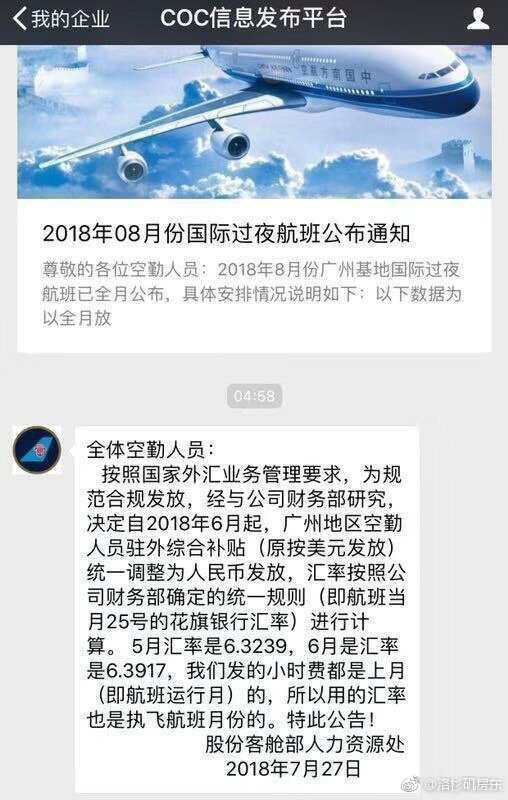 我的企业
COC信息发布平台
中国南方航空
2018年08月份国际过夜航班公布通知
尊敬的各位空勤人员：2018年8月份广州基地国际过夜
航班已全月公布，具体安排情况说明如下：以下数据为
以全月放
04:58
全体空勤人员：
按照国家外汇业务管理要求，为规
范合规发放，经与公司财务部研究，
决定自2018年6月起，广州地区空勤
人员驻外综合补贴（原按美元发放）
统一调整为人民币发放，汇率按照公
司财务部确定的统一规则（即航班当
月25号的花旗银行汇率）进行计
算。 5月汇率是6.3239，6月是汇率
是6.3917，我们发的小时费都是上月
（即航班运行月）的，所以用的汇率
也是执飞航班月份的。特此公告！
股份客舱部人力资源处
2018年7月27日